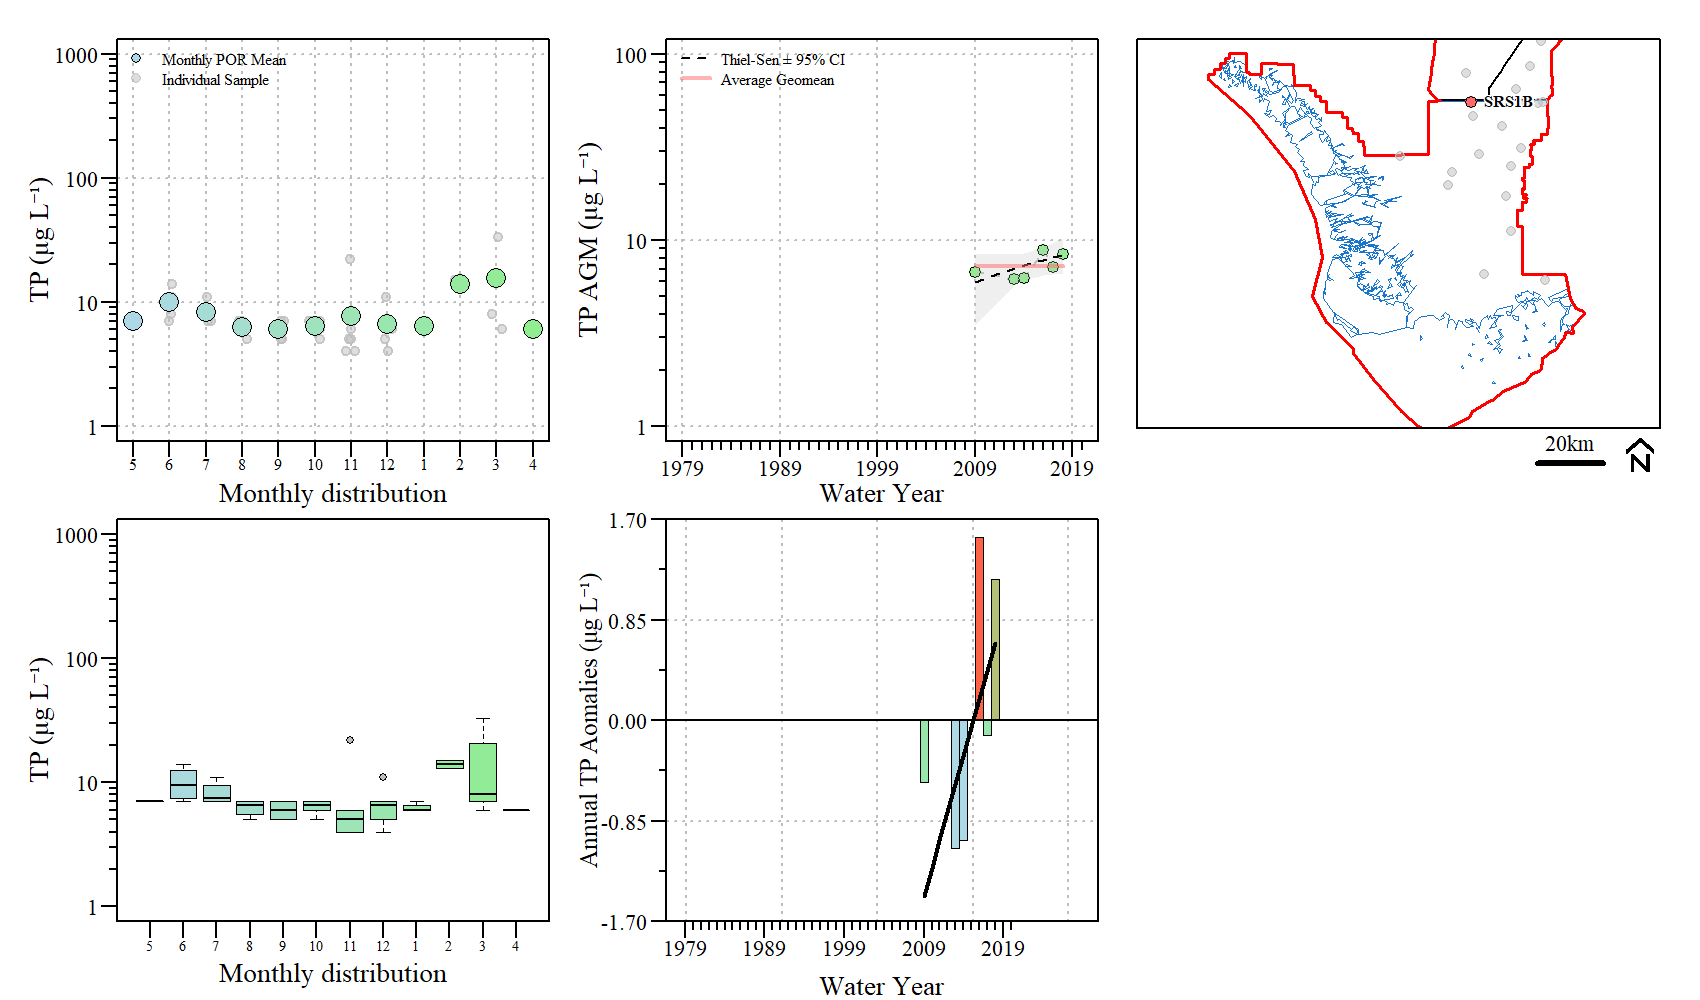 1000
100
10
1
TP (µg L⁻¹)
Monthly POR Mean
Individual Sample
5 6 7 8 9 10 11 12 1 2 3 4
Monthly distribution
100
10
1
TP AGM (µg L⁻¹)
Thiel-Sen ± 95% CI
Average Geomean
1979 1989 1999 2009 2019
Water Year
SRS1B
20km
N
1000
100
10
1
TP (µg L⁻¹)
5 6 7 8 9 10 11 12 1 2 3 4
Monthly distribution
1.70
0.85
0.00
-0.85
-1.70
Annual TP Aomalies (µg L⁻¹)
1979 1989 1999 2009 2019
Water Year